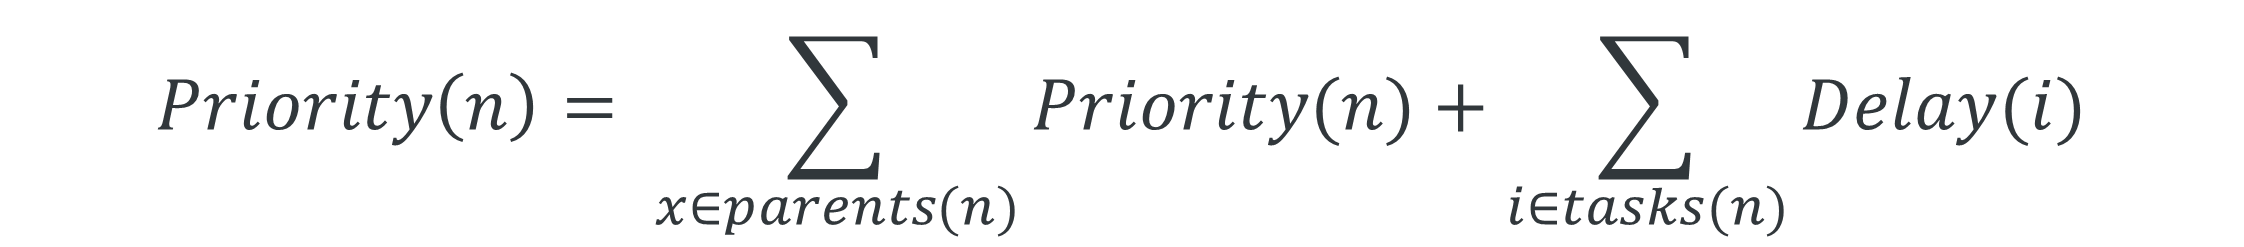 Priority(n) = ∑ Priority(n) + ∑ Delay(i)
x∈parents(n) i∈tasks(n)